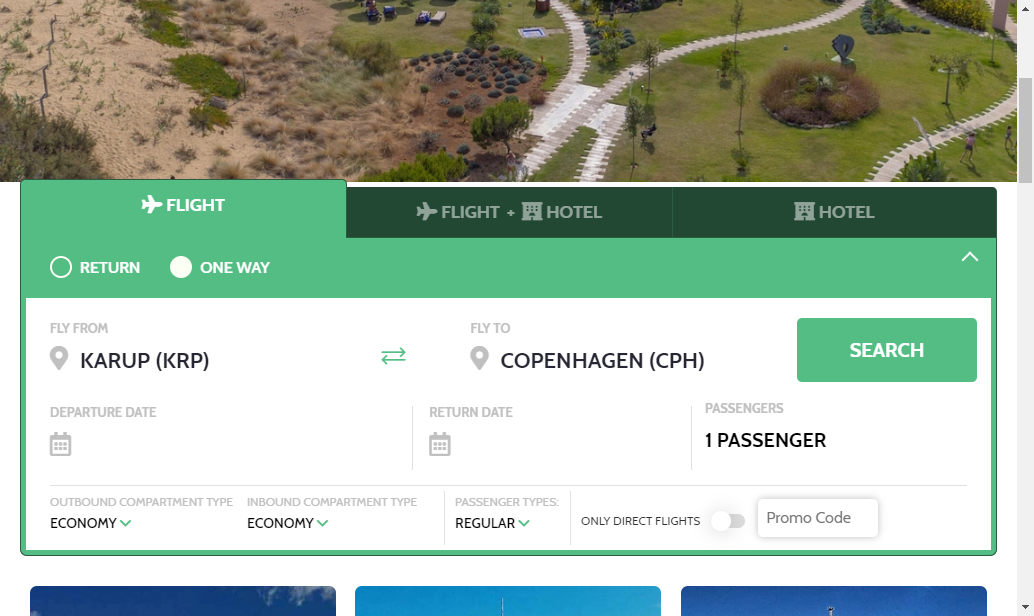 FLIGHT
FLIGHT + HOTEL
HOTEL
RETURN
ONE WAY
FLY FROM
KARUP (KRP)
FLY TO
COPENHAGEN (CPH)
SEARCH
DEPARTURE DATE
RETURN DATE
PASSENGERS
1 PASSENGER
OUTBOUND COMPARTMENT TYPE
ECONOMY
INBOUND COMPARTMENT TYPE
ECONOMY
PASSENGER TYPES:
REGULAR
ONLY DIRECT FLIGHTS
Promo Code